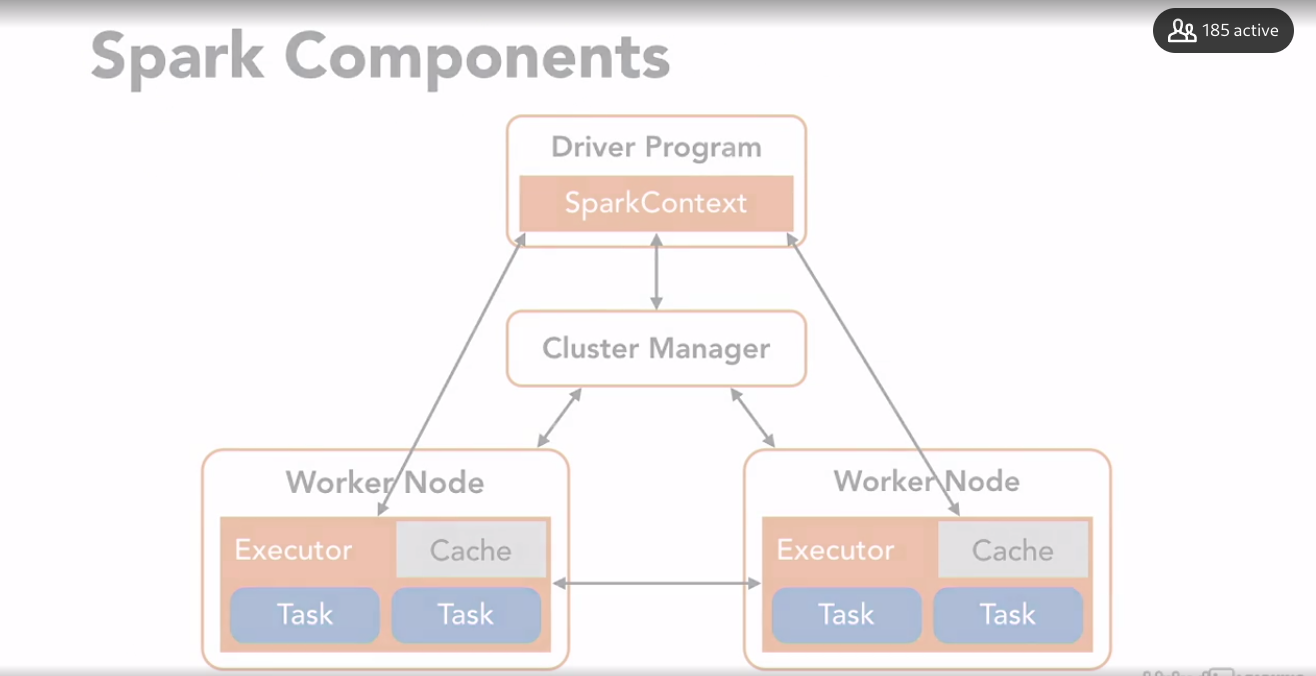 Spark Components
185 active
Driver Program
SparkContext
Cluster Manager
Worker Node
Worker Node
Executor
Cache
Executor
Cache
Task
Task
Task
Task